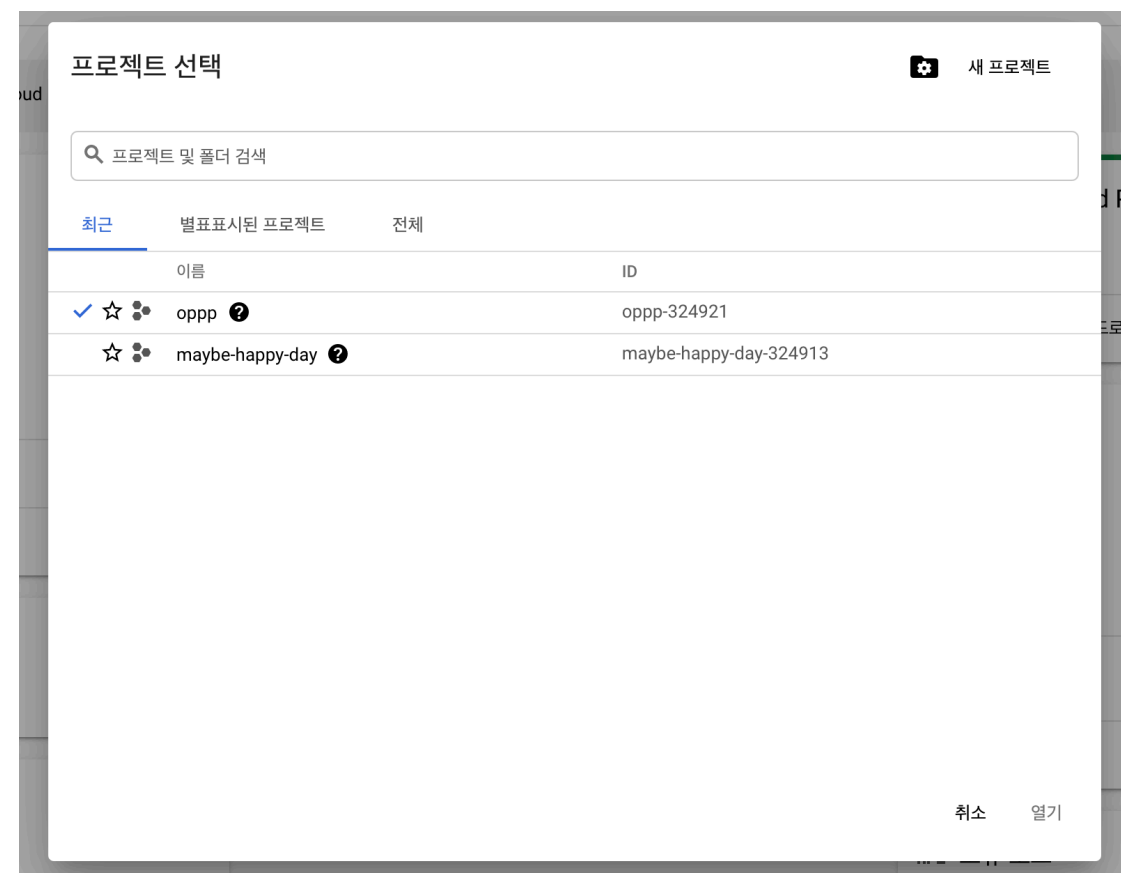 프로젝트 선택
새 프로젝트
oud
프로젝트 및 폴더 검색
최근 별표표시된 프로젝트 전체
이름 ID
oppp oppp-324921
maybe-happy-day maybe-happy-day-324913
취소 열기